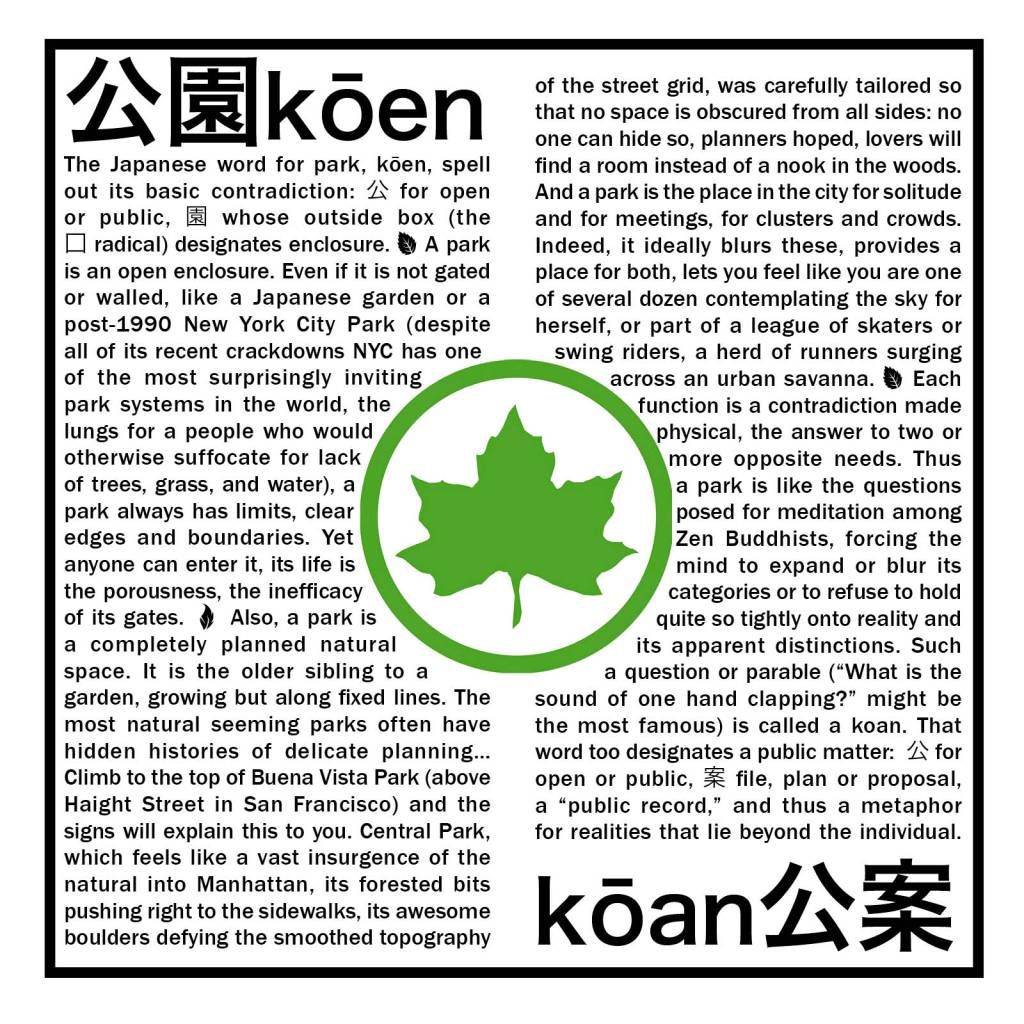 公園kōen
The Japanese word for park, kōen, spell
out its basic contradiction: 公 for open
or public, 園 whose outside box (the
囗 radical) designates enclosure. A park
is an open enclosure. Even if it is not gated
or walled, like a Japanese garden or a
post-1990 New York City Park (despite
all of its recent crackdowns NYC has one
of the most surprisingly inviting
park systems in the world, the
lungs for a people who would
otherwise suffocate for lack
of trees, grass, and water), a
park always has limits, clear
edges and boundaries. Yet
anyone can enter it, its life is
the porousness, the inefficacy
of its gates. Also, a park is
a completely planned natural
space. It is the older sibling to a
garden, growing but along fixed lines. The
most natural seeming parks often have
hidden histories of delicate planning...
Climb to the top of Buena Vista Park (above
Haight Street in San Francisco) and the
signs will explain this to you. Central Park,
which feels like a vast insurgence of the
natural into Manhattan, its forested bits
pushing right to the sidewalks, its awesome
boulders defying the smoothed topography
of the street grid, was carefully tailored so
that no space is obscured from all sides: no
one can hide so, planners hoped, lovers will
find a room instead of a nook in the woods.
And a park is the place in the city for solitude
and for meetings, for clusters and crowds.
Indeed, it ideally blurs these, provides a
place for both, lets you feel like you are one
of several dozen contemplating the sky for
herself, or part of a league of skaters or
swing riders, a herd of runners surging
across an urban savanna. Each
function is a contradiction made
physical, the answer to two or
more opposite needs. Thus
a park is like the questions
posed for meditation among
Zen Buddhists, forcing the
mind to expand or blur its
categories or to refuse to hold
quite so tightly onto reality and
its apparent distinctions. Such
a question or parable (“What is the
sound of one hand clapping?” might be
the most famous) is called a koan. That
word too designates a public matter: 公 for
open or public, 案 file, plan or proposal,
a “public record,” and thus a metaphor
for realities that lie beyond the individual.
kōan公案